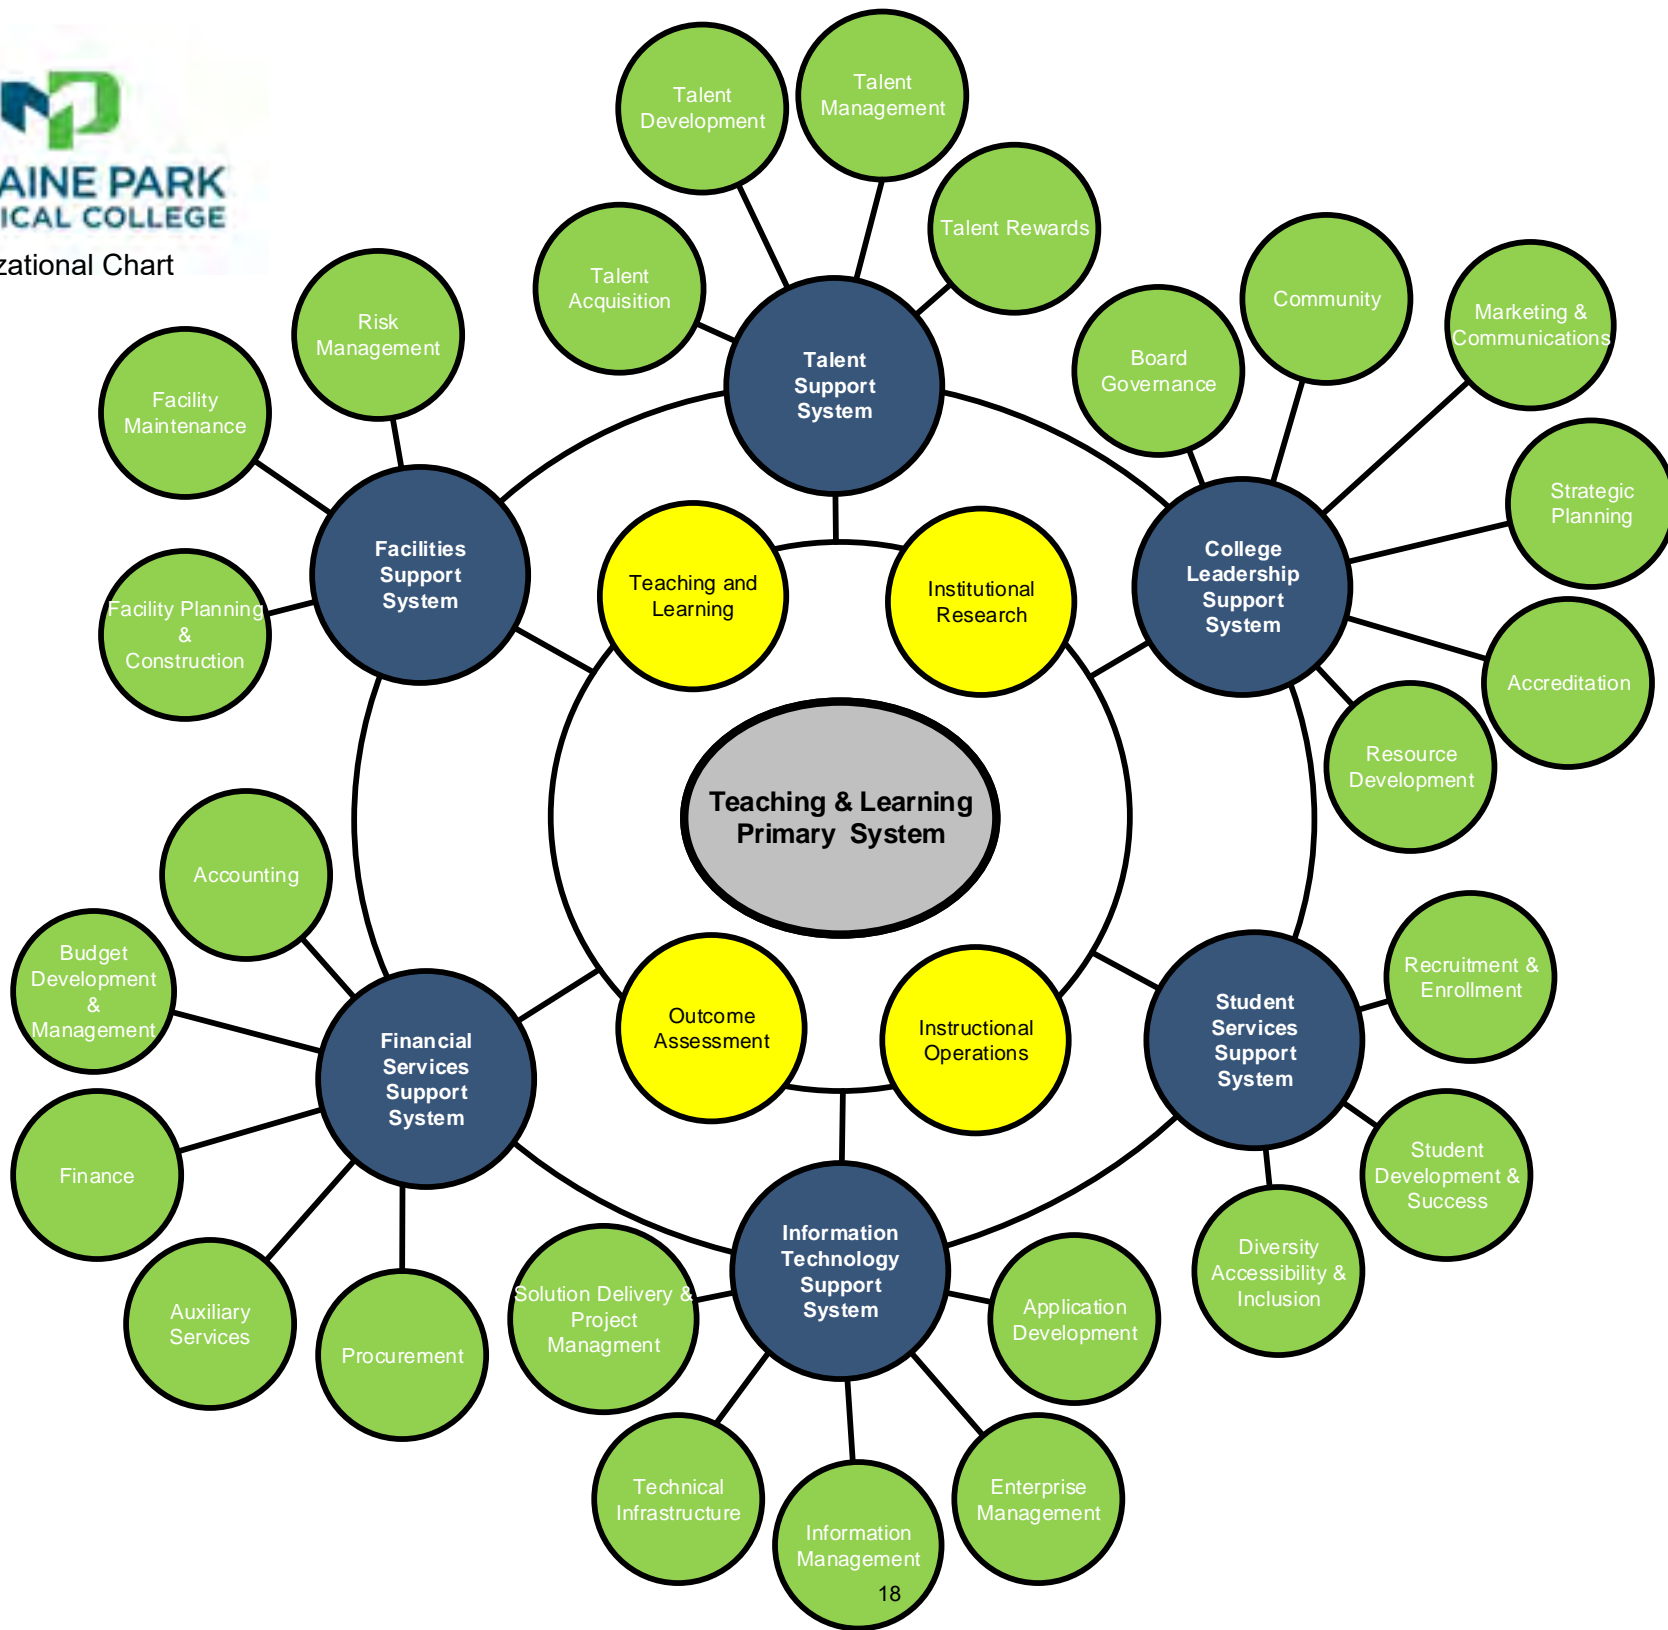 AINE PARK
ICAL COLLEGE
zational Chart
Talent
Development
Talent
Management
Talent Rewards
Talent
Acquisition
Risk
Management
Facility
Maintenance
Facility Planning
&
Construction
Talent
Support
System
Board
Governance
Community
Marketing &
Communications
Strategic
Planning
Accreditation
Resource
Development
Facilities
Support
System
College
Leadership
Support
System
Teaching and
Learning
Institutional
Research
Teaching & Learning
Primary System
Outcome
Assessment
Instructional
Operations
Accounting
Budget
Development
&
Management
Finance
Auxiliary
Services
Procurement
Financial
Services
Support
System
Student
Services
Support
System
Recruitment &
Enrollment
Student
Development &
Success
Diversity
Accessibility &
Inclusion
Information
Technology
Support
System
Solution Delivery &
Project
Managment
Application
Development
Technical
Infrastructure
Information
Management
Enterprise
Management
18